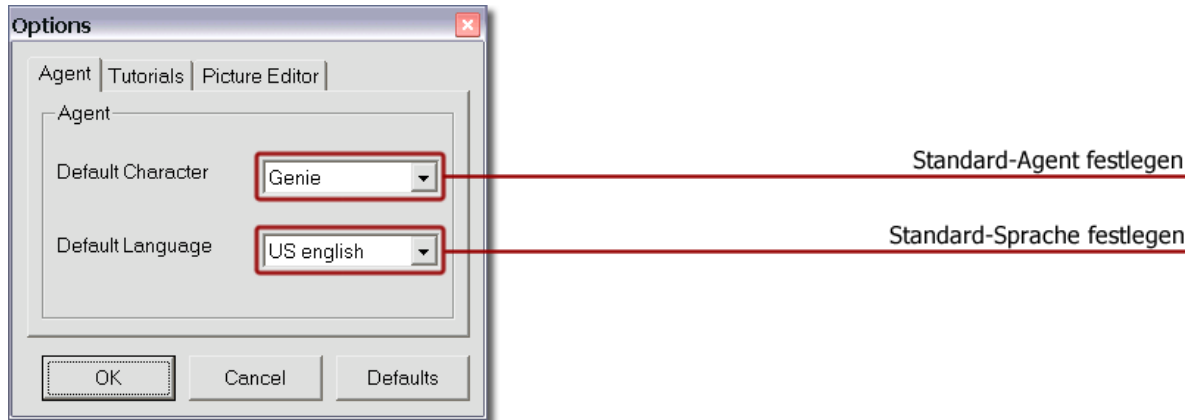 Options
Agent Tutorials Picture Editor
Agent
Default Character Genie Standard-Agent festlegen
Default Language US english Standard-Sprache festlegen
OK Cancel Defaults